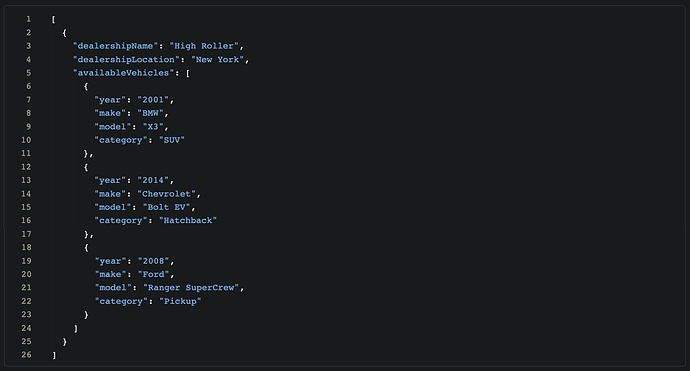 1 [
2 {
3 "dealershipName": "High Roller",
4 "dealershipLocation": "New York",
5 "availableVehicles": [
6 {
7 "year": "2001",
8 "make": "BMW",
9 "model": "X3",
10 "category": "SUV"
11 },
12 {
13 "year": "2014",
14 "make": "Chevrolet",
15 "model": "Bolt EV",
16 "category": "Hatchback"
17 },
18 {
19 "year": "2008",
20 "make": "Ford",
21 "model": "Ranger SuperCrew",
22 "category": "Pickup"
23 }
24 ]
25 }
26 ]